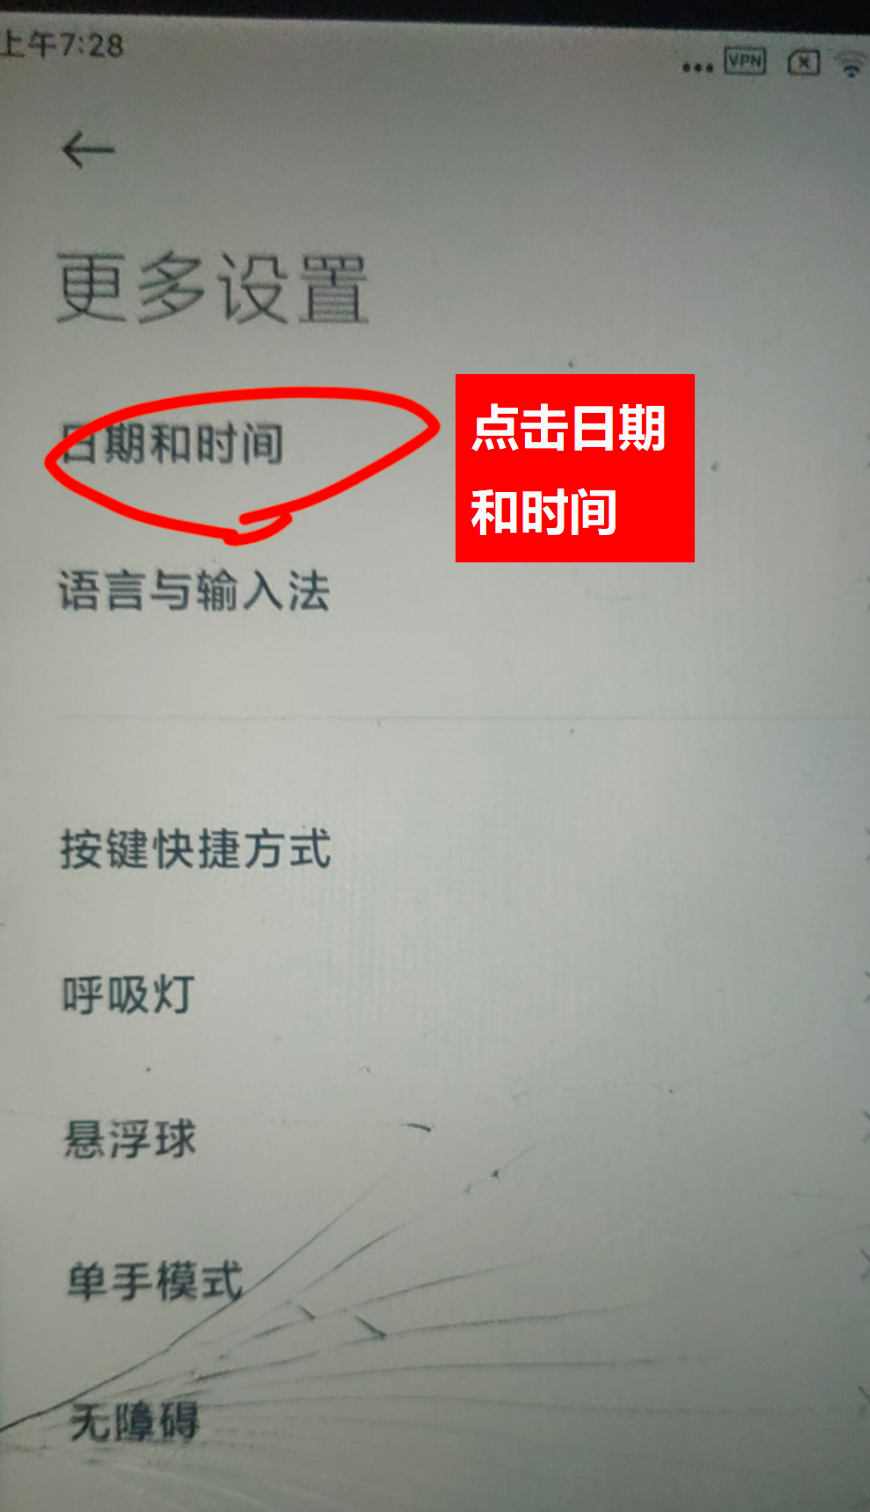 上午7:28
VPN
更多设置
日期和时间
点击日期
和时间
语言与输入法
按键快捷方式
呼吸灯
悬浮球
单手模式
无障碍